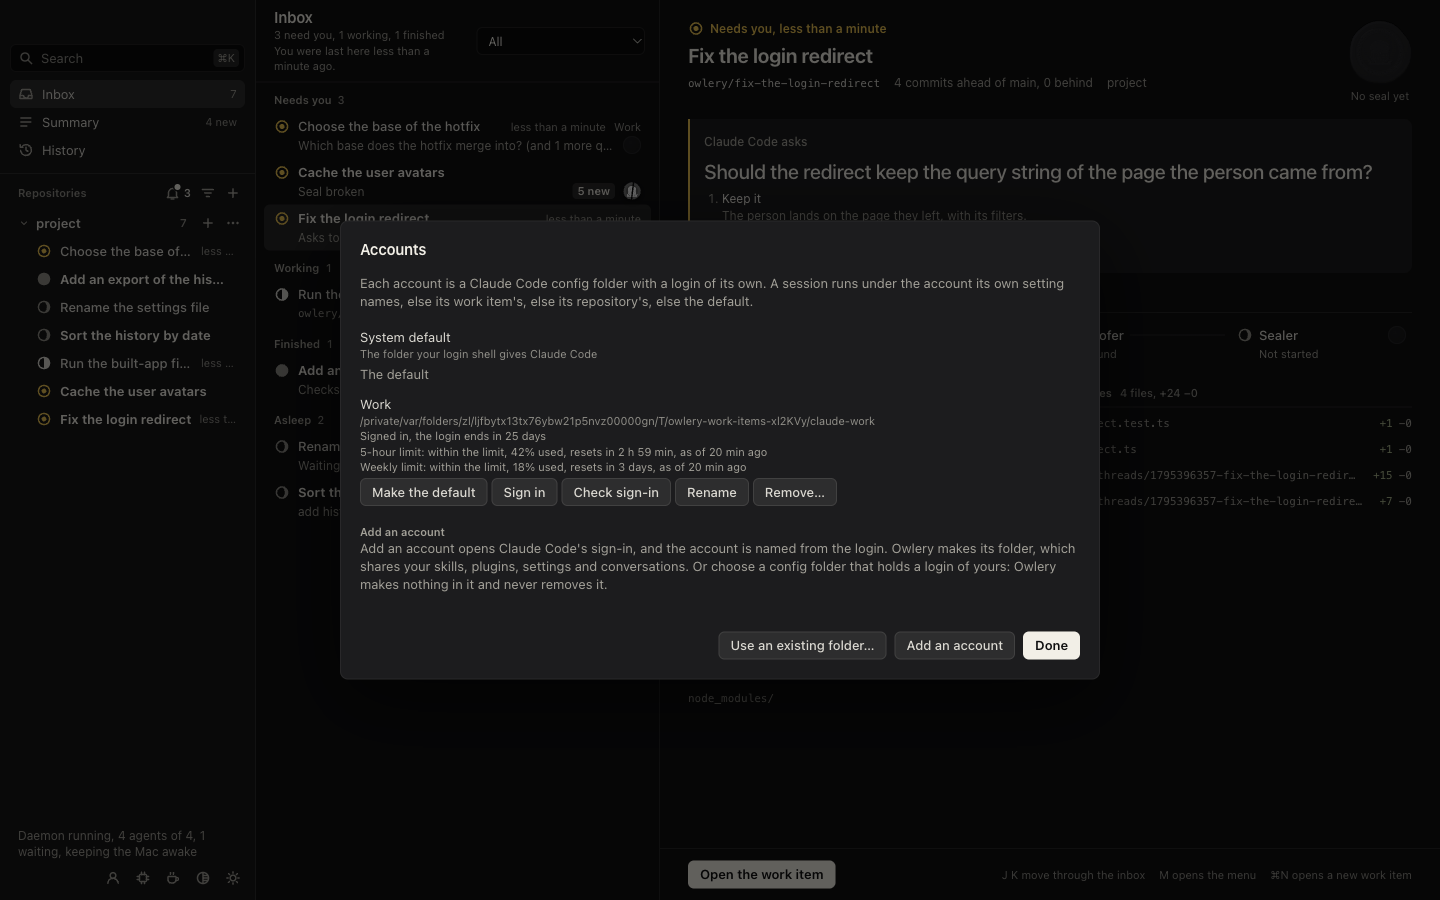 Search
⌘K
Inbox 7
Summary 4 new
History
Repositories 3
project 7
Choose the base of... less ...
Add an export of the his...
Rename the settings file
Sort the history by date
Run the built-app fi... less ...
Cache the user avatars
Fix the login redirect less t...
Daemon running, 4 agents of 4, 1
waiting, keeping the Mac awake
Inbox
3 need you, 1 working, 1 finished
You were last here less than a
minute ago.
All
Needs you 3
Choose the base of the hotfix less than a minute Work
Which base does the hotfix merge into? (and 1 more q...
Cache the user avatars
Seal broken 5 new
Fix the login redirect less than a minute
Asks to
Working 1
Run the
owlery/
Finished 1
Add an
Checks
Asleep 2
Renam
Waiting
Sort th
add his
Needs you, less than a minute
Fix the login redirect
owlery/fix-the-login-redirect 4 commits ahead of main, 0 behind project
No seal yet
Claude Code asks
Should the redirect keep the query string of the page the person came from?
1. Keep it
The person lands on the page they left, with its filters.
ofer
und
Sealer
Not started
es 4 files, +24 −0
ect.test.ts +1 −0
ect.ts +1 −0
threads/1795396357-fix-the-login-redir… +15 −0
threads/1795396357-fix-the-login-redire… +7 −0
node_modules/
Open the work item
J K move through the inbox M opens the menu ⌘N opens a new work item
Accounts
Each account is a Claude Code config folder with a login of its own. A session runs under the account its own setting
names, else its work item's, else its repository's, else the default.
System default
The folder your login shell gives Claude Code
The default
Work
/private/var/folders/zl/ljfbytx13tx76ybw21p5nvz00000gn/T/owlery-work-items-xl2KVy/claude-work
Signed in, the login ends in 25 days
5-hour limit: within the limit, 42% used, resets in 2 h 59 min, as of 20 min ago
Weekly limit: within the limit, 18% used, resets in 3 days, as of 20 min ago
Make the default
Sign in
Check sign-in
Rename
Remove...
Add an account
Add an account opens Claude Code's sign-in, and the account is named from the login. Owlery makes its folder, which
shares your skills, plugins, settings and conversations. Or choose a config folder that holds a login of yours: Owlery
makes nothing in it and never removes it.
Use an existing folder...
Add an account
Done